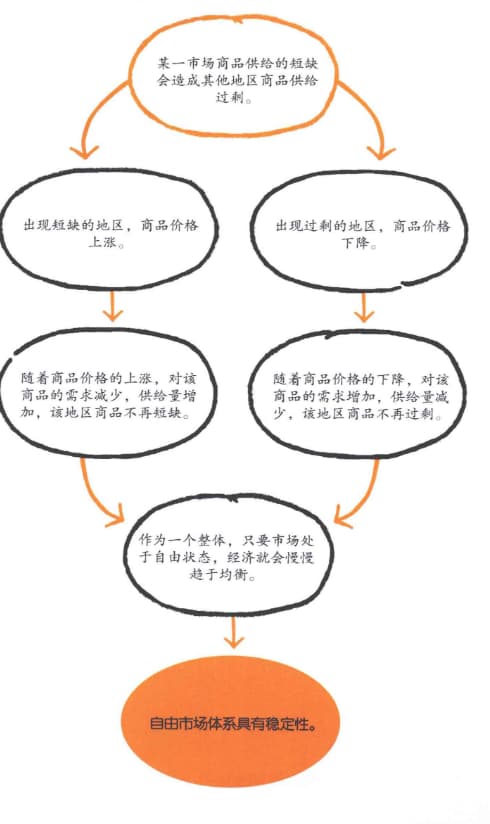 某一市场商品供给的短缺
会造成其他地区商品供给
过剩。
出现短缺的地区，商品价格
上涨。
出现过剩的地区，商品价格
下降。
随着商品价格的上涨，对该
商品的需求减少，供给量增
加，该地区商品不再短缺。
随着商品价格的下降，对该
商品的需求增加，供给量减
少，该地区商品不再过剩。
作为一个整体，只要市场处
于自由状态，经济就会慢慢
趋于均衡。
自由市场体系具有稳定性。